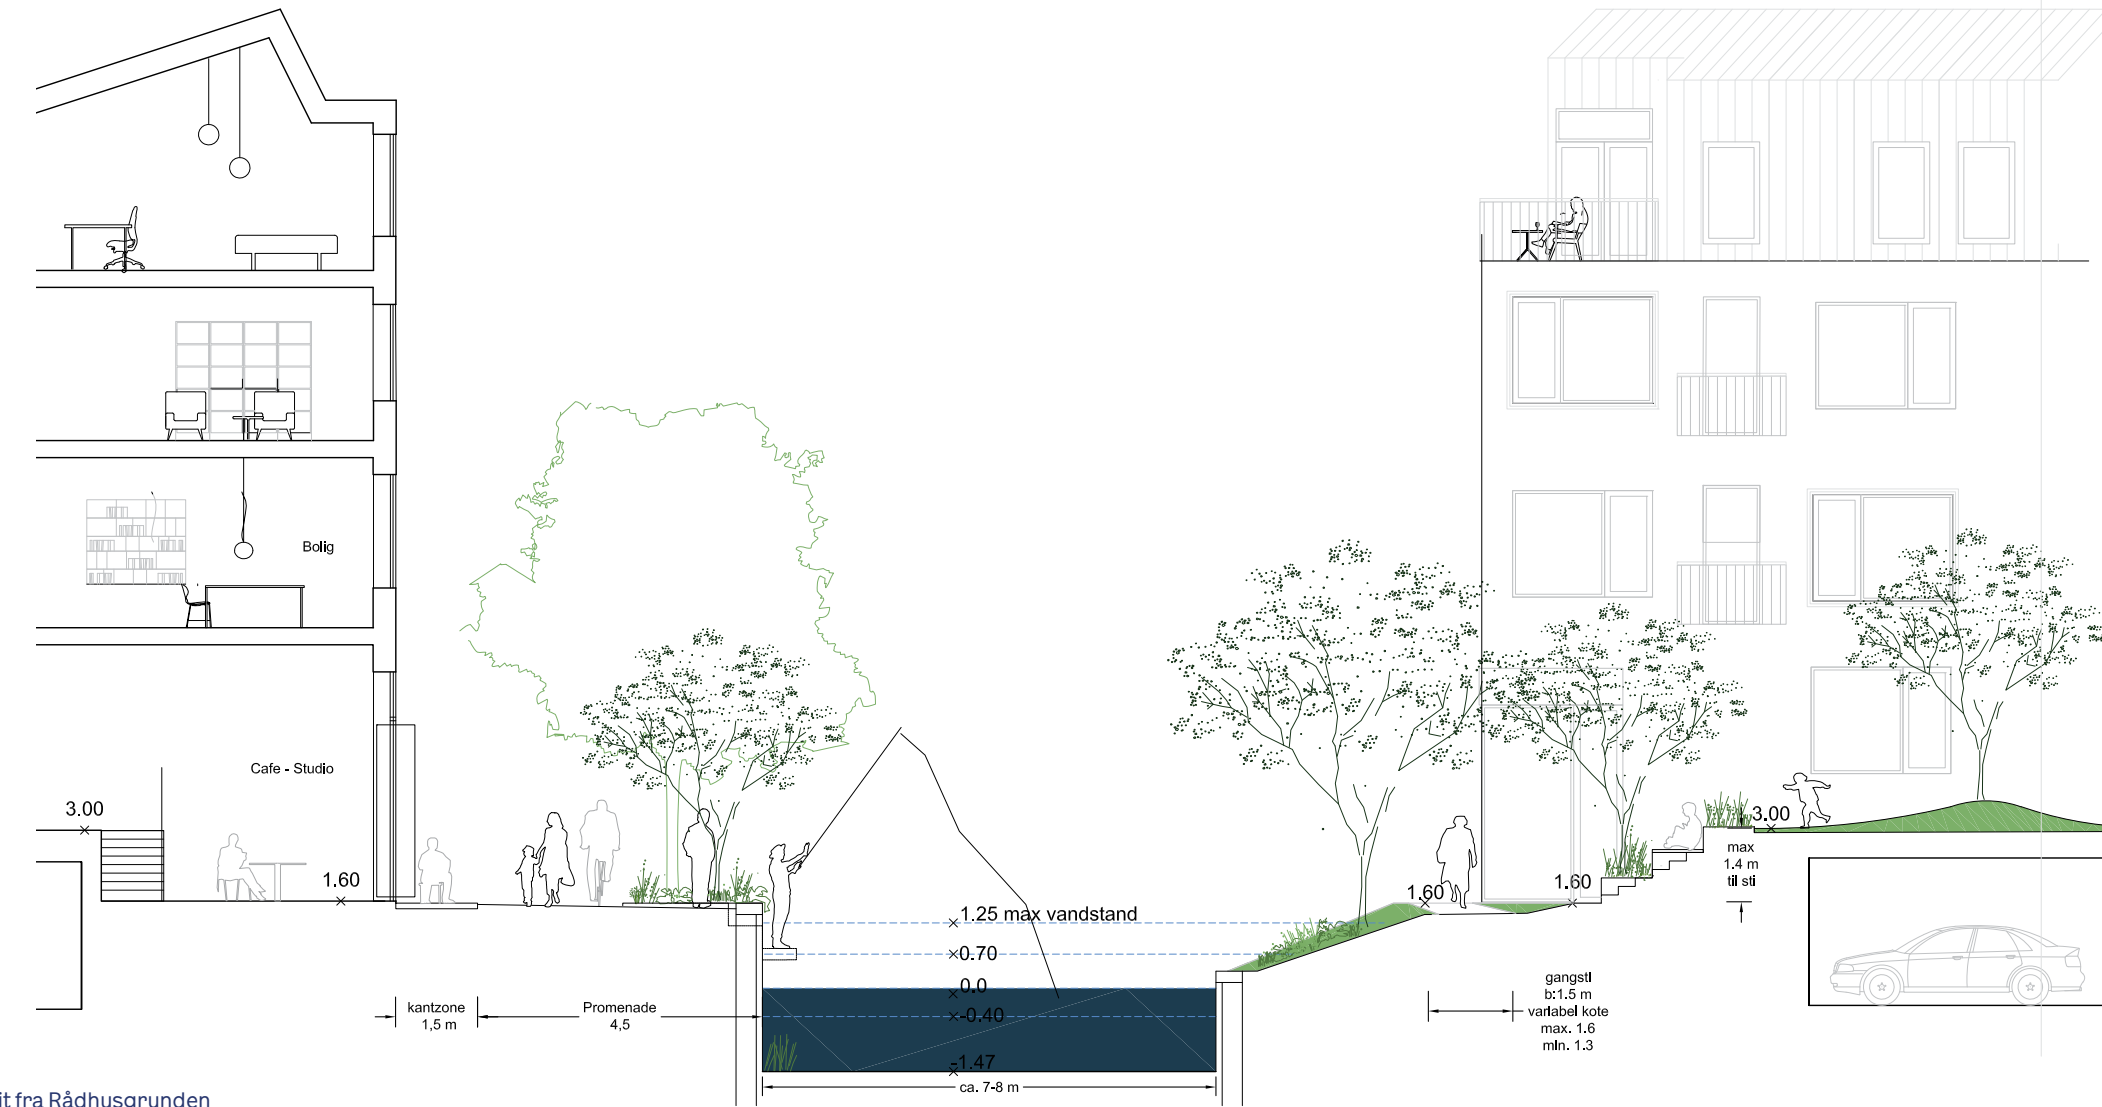 Bolig
Cafe - Studio
3.00
1.60
kantzone
1,5 m
Promenade
4,5
1.25 max vandstand
0.70
0.0
-0,40
-1.47
ca. 7-8 m
1.60
1.60
gangsti
b:1.5 m
variabel kote
max. 1.6
min. 1.3
3.00
max
1.4 m
til sti
it fra Rådhusgrunden